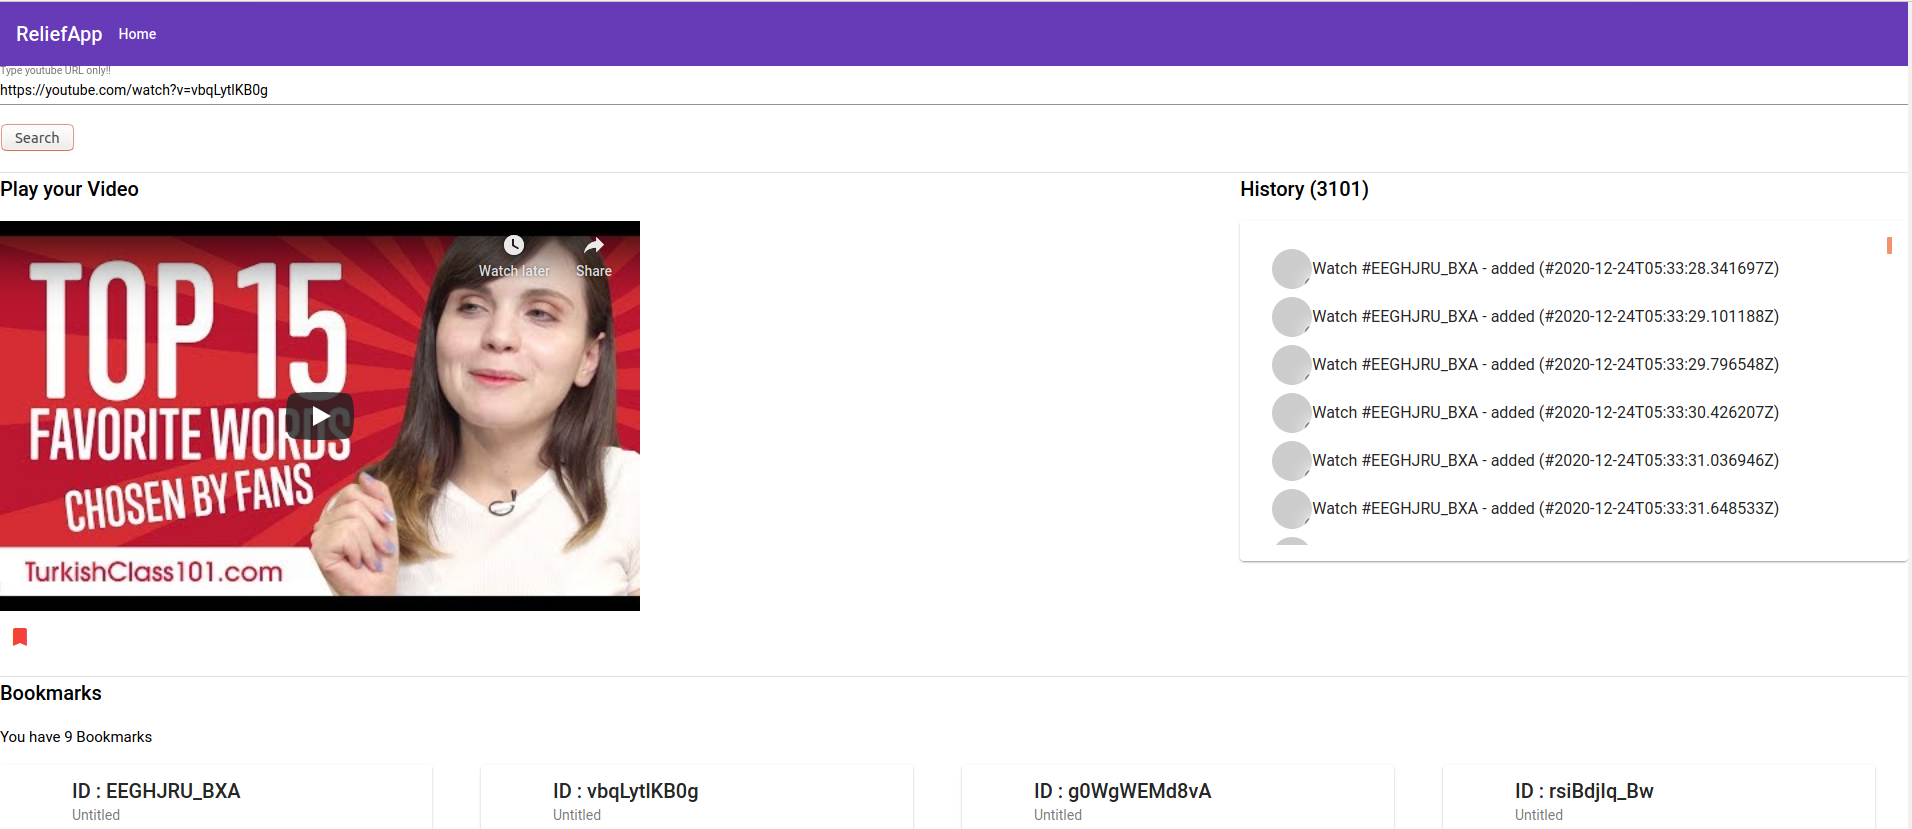 ReliefApp Home
Type youtube URL only!!
https://youtube.com/watch?v=vbqLytlKB0g
Search
Play your Video
TOP 15
FAVORITE WORDS
CHOSEN BY FANS
TurkishClass101.com
Watch later
Share
History (3101)
Watch #EEGHJRU_BXA - added (#2020-12-24T05:33:28.341697Z)
Watch #EEGHJRU_BXA - added (#2020-12-24T05:33:29.101188Z)
Watch #EEGHJRU_BXA - added (#2020-12-24T05:33:29.796548Z)
Watch #EEGHJRU_BXA - added (#2020-12-24T05:33:30.426207Z)
Watch #EEGHJRU_BXA - added (#2020-12-24T05:33:31.036946Z)
Watch #EEGHJRU_BXA - added (#2020-12-24T05:33:31.648533Z)
Bookmarks
You have 9 Bookmarks
ID : EEGHJRU_BXA
Untitled
ID : vbqLytlKB0g
Untitled
ID : g0WgWEMd8vA
Untitled
ID : rsiBdjIq_Bw
Untitled